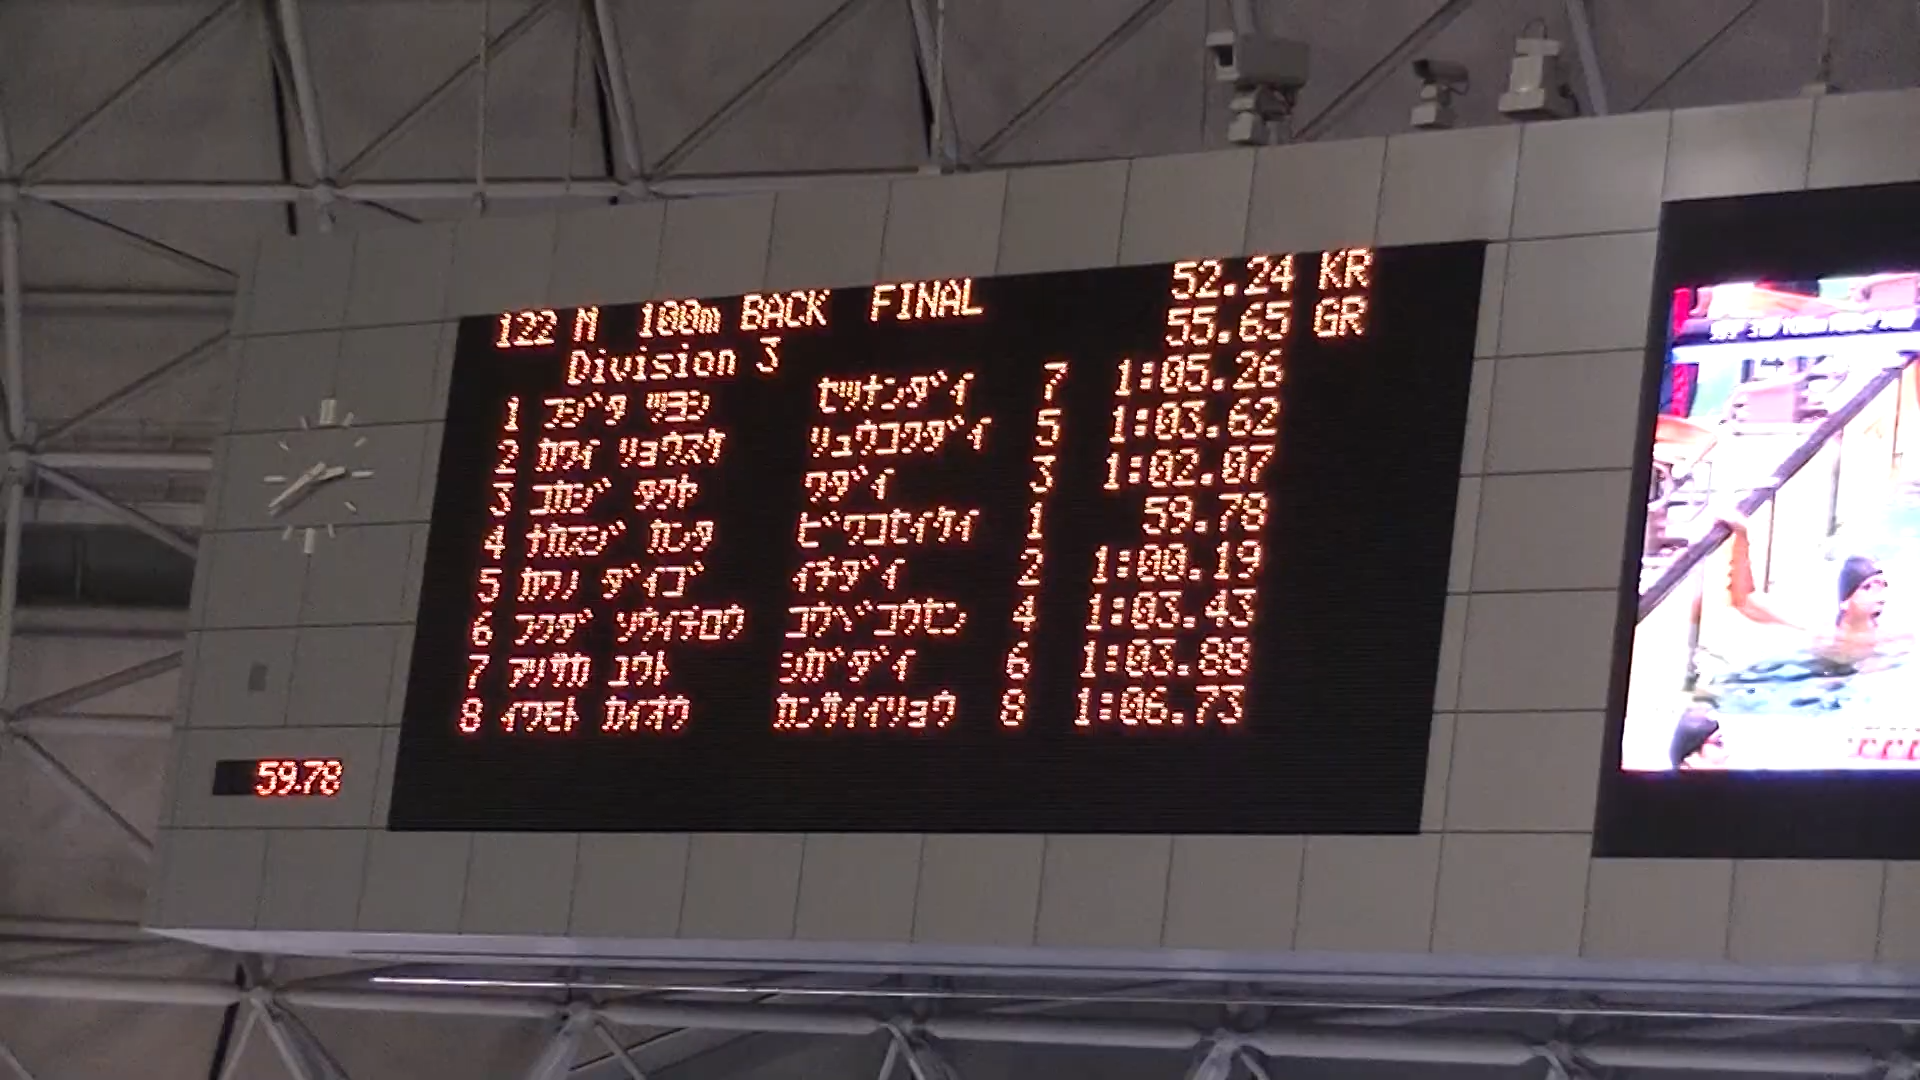 122 M 100m BACK FINAL 52.24 KR
Division 3 55.65 GR
1 フジタ ツヨシ セツナンダイ 7 1:05.26
2 カワイ リョウスケ リュウコクダイ 5 1:03.62
3 コカジ タクヤ ワダイ 3 1:02.07
4 ナカスジ カンタ ビワコセイケイ 1 59.78
5 カワノ ダイゴ イチダイ 2 1:00.19
6 フクダ ソウイチロウ コウベコウセン 4 1:03.43
7 アリサカ ユウト シガダイ 6 1:03.88
8 イワモト カイオウ カンサイイリョウ 8 1:06.73
59.78